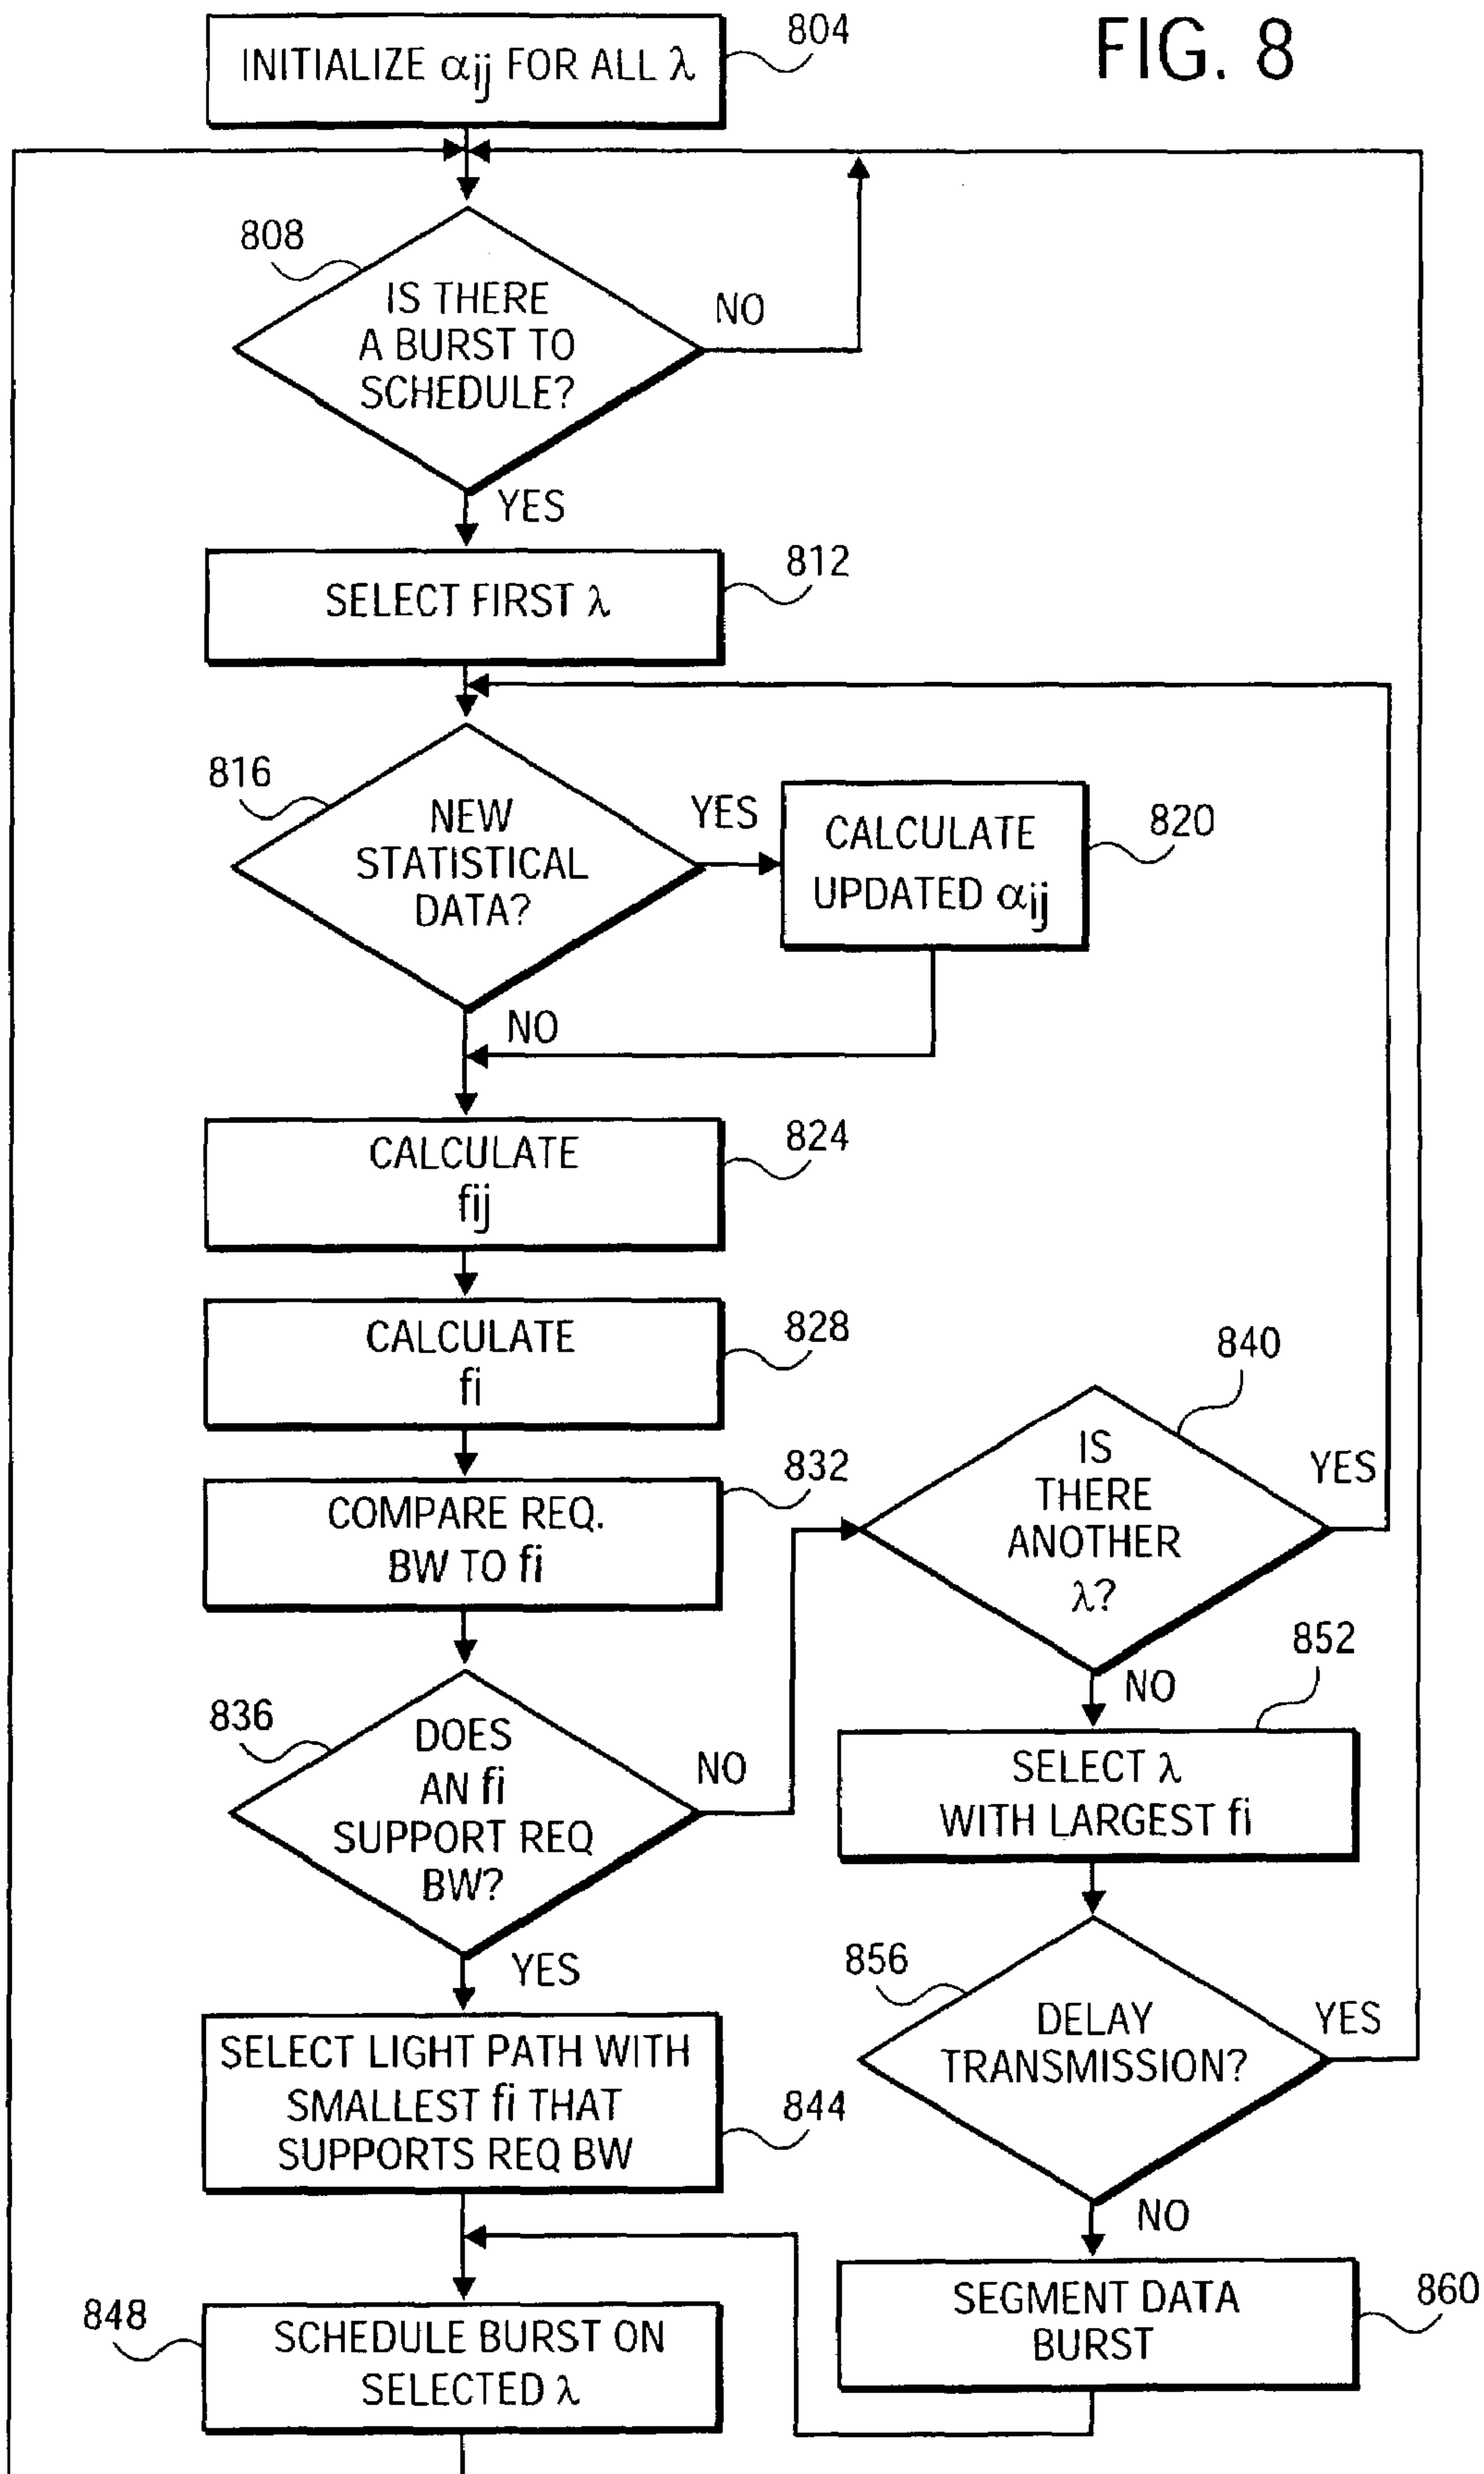 FIG. 8
INITIALIZE αij FOR ALL λ
804
808
IS THERE
A BURST TO
SCHEDULE?
NO
YES
SELECT FIRST λ
812
816
NEW
STATISTICAL
DATA?
YES
CALCULATE
UPDATED αij
820
NO
CALCULATE
fij
824
CALCULATE
fi
828
COMPARE REQ.
BW TO fi
832
836
DOES
AN fi
SUPPORT REQ
BW?
NO
YES
840
IS
THERE
ANOTHER
λ?
YES
NO
852
SELECT λ
WITH LARGEST fi
856
DELAY
TRANSMISSION?
YES
NO
SELECT LIGHT PATH WITH
SMALLEST fi THAT
SUPPORTS REQ BW
844
848
SCHEDULE BURST ON
SELECTED λ
SEGMENT DATA
BURST
860